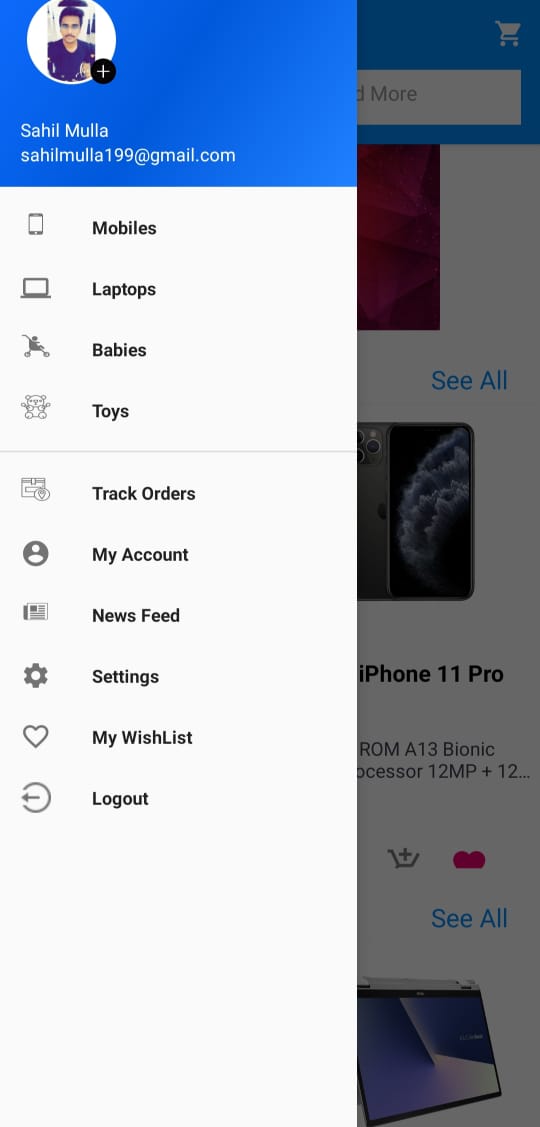 Sahil Mulla
sahilmulla199@gmail.com
d More
Mobiles
Laptops
Babies
Toys
See All
Track Orders
My Account
News Feed
Settings
My WishList
Logout
iPhone 11 Pro
ROM A13 Bionic
ocessor 12MP + 12...
See All